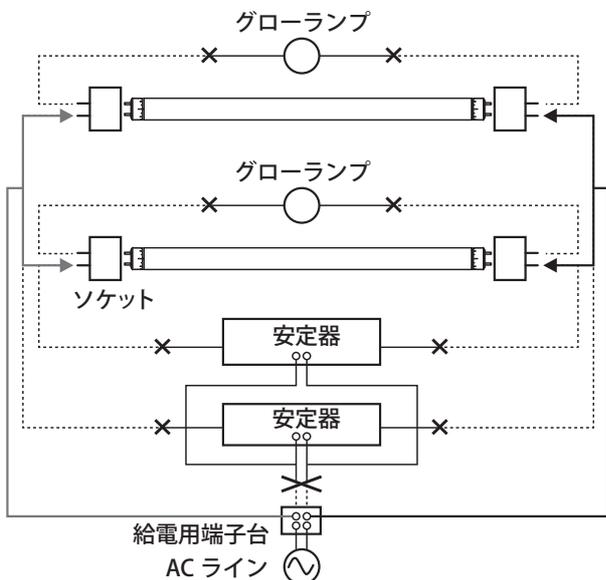 グローランプ
グローランプ
ソケット
安定器
安定器
給電用端子台
AC ライン